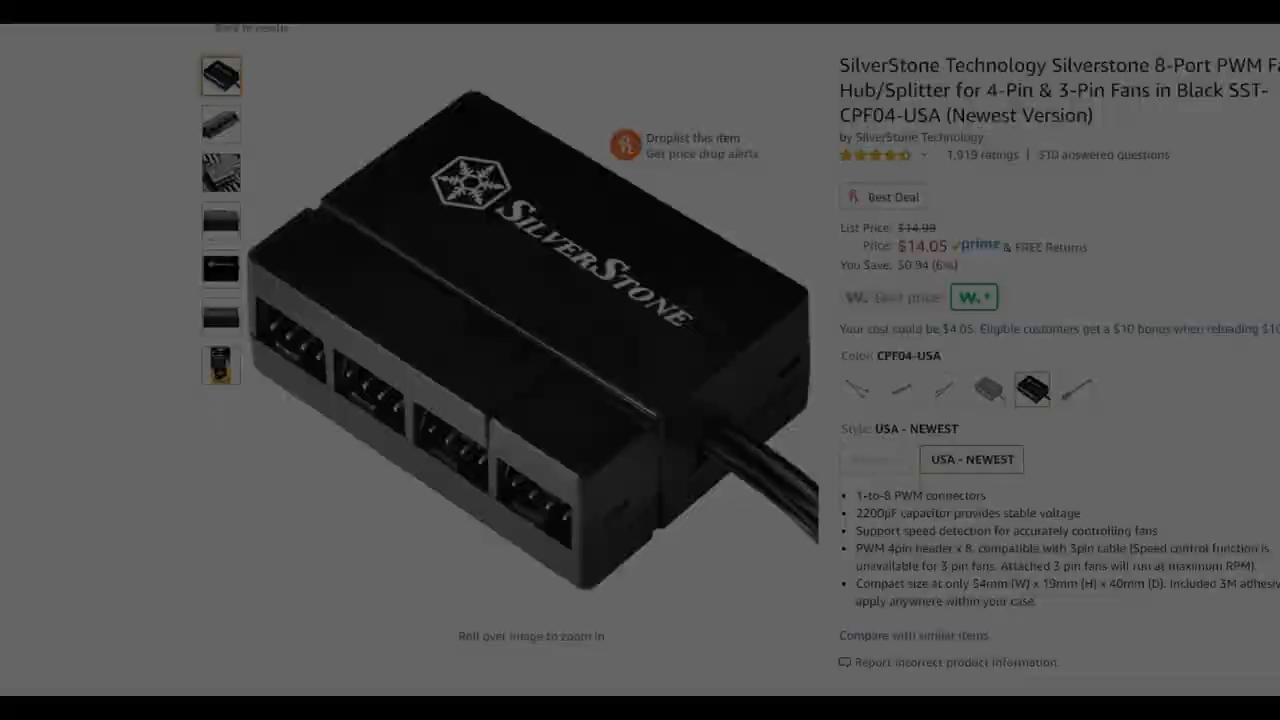 Back to results
SilverStone Technology Silverstone 8-Port PWM Fa
Hub/Splitter for 4-Pin & 3-Pin Fans in Black SST-
CPF04-USA (Newest Version)
by SilverStone Technology
1,919 ratings | 510 answered questions
Droplist this item
Get price drop alerts
SILVERSTONE
Best Deal
List Price: $14.99
Price: $14.05 prime & FREE Returns
You Save: $0.94 (6%)
W. Best price W.+
Your cost could be $4.05. Eligible customers get a $10 bonus when reloading $10
Color: CPF04-USA
Style: USA - NEWEST
USA - NEWEST
1-to-8 PWM connectors
2200μF capacitor provides stable voltage
Support speed detection for accurately controlling fans
PWM 4pin header x 8, compatible with 3pin cable (Speed control function is
unavailable for 3 pin fans. Attached 3 pin fans will run at maximum RPM).
Compact size at only 54mm (W) x 19mm (H) x 40mm (D). Included 3M adhesiv
apply anywhere within your case.
Roll over image to zoom in
Compare with similar items
Report incorrect product information.